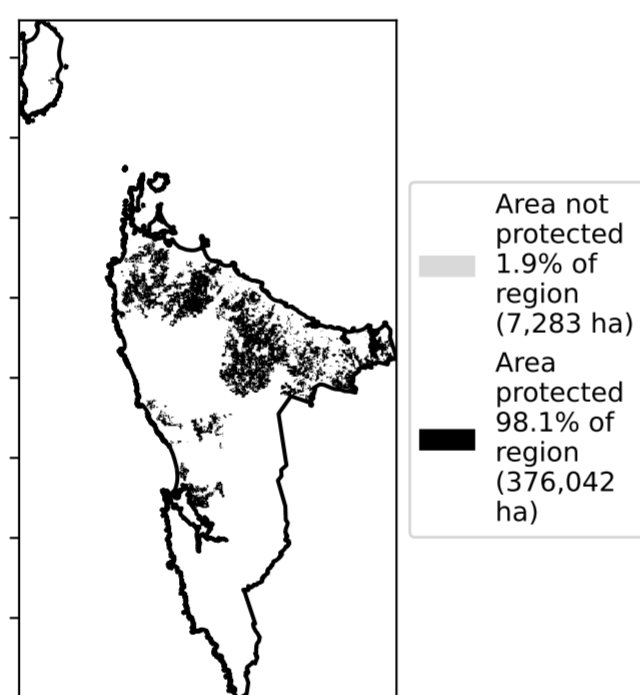 Area not
protected
1.9% of
region
(7,283 ha)
Area
protected
98.1% of
region
(376,042
ha)